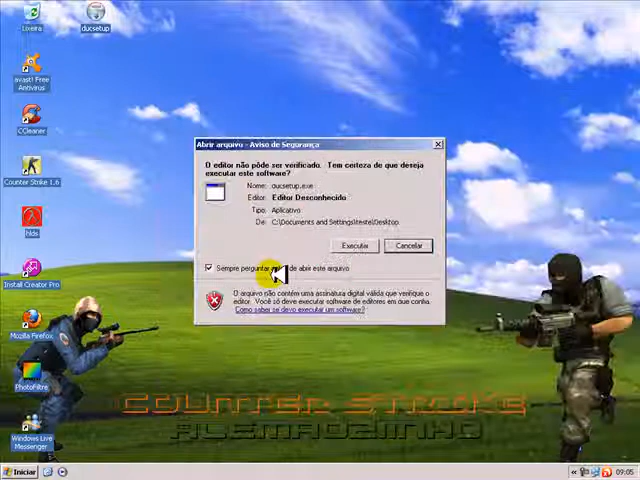 Lixeira
ducsetup
avast! Free
Antivirus
CCleaner
Counter Strike 1.6
hlds
Install Creator Pro
Mozilla Firefox
PhotoFiltre
Windows Live
Messenger
Abrir arquivo - Aviso de Segurança
O editor não pôde ser verificado. Tem certeza de que deseja
executar este software?
Nome: ducsetup.exe
Editor: Editor Desconhecido
Tipo: Aplicativo
De: C:\Documents and Settings\teste\Desktop
Executar
Cancelar
Sempre perguntar de abrir este arquivo
O arquivo não contém uma assinatura digital válida que verifique o
editor. Você só deve executar software de editores em que confia.
Como saber se devo executar um software?
COUNTER STRIKE
ALEMAOZINHO
Iniciar
09:05